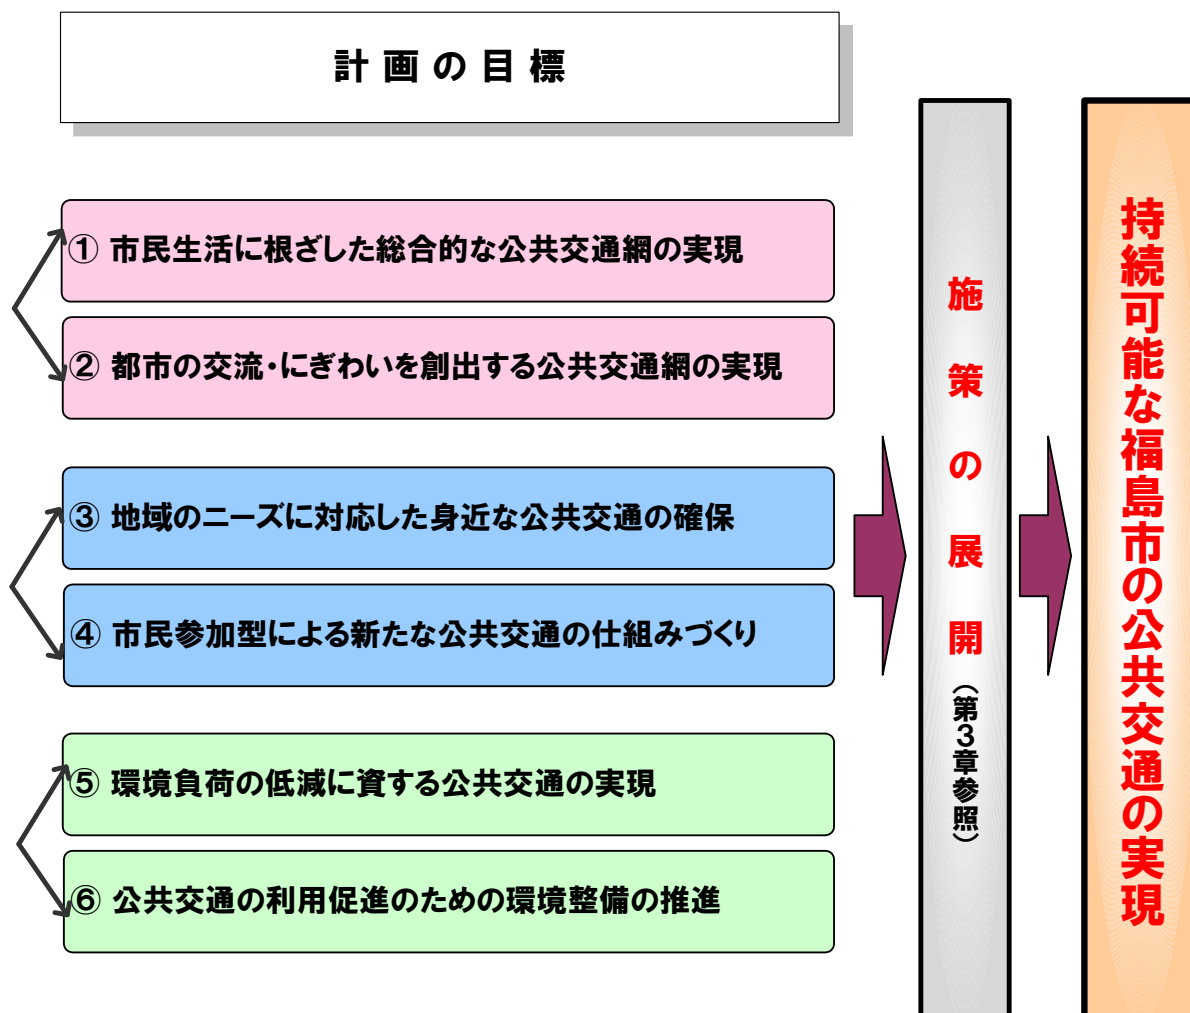 計画の目標
① 市民生活に根ざした総合的な公共交通網の実現
② 都市の交流・にぎわいを創出する公共交通網の実現
③ 地域のニーズに対応した身近な公共交通の確保
④ 市民参加型による新たな公共交通の仕組みづくり
⑤ 環境負荷の低減に資する公共交通の実現
⑥ 公共交通の利用促進のための環境整備の推進
施策の展開（第３章参照）
持続可能な福島市の公共交通の実現